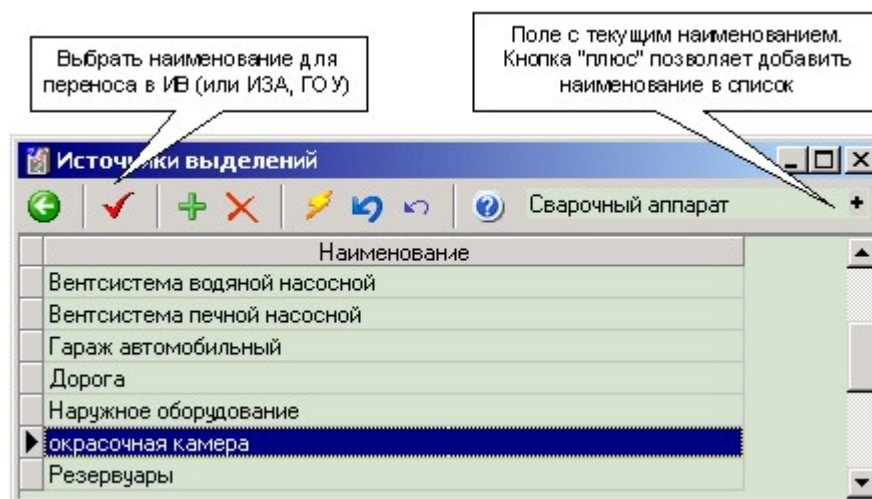 Выбрать наименование для
переноса в ИВ (или ИЗА, ГОУ)
Поле с текущим наименованием.
Кнопка "плюс" позволяет добавить
наименование в список
Источники выделений
Сварочный аппарат
Наименование
Вентсистема водяной насосной
Вентсистема печной насосной
Гараж автомобильный
Дорога
Наружное оборудование
окрасочная камера
Резервуары